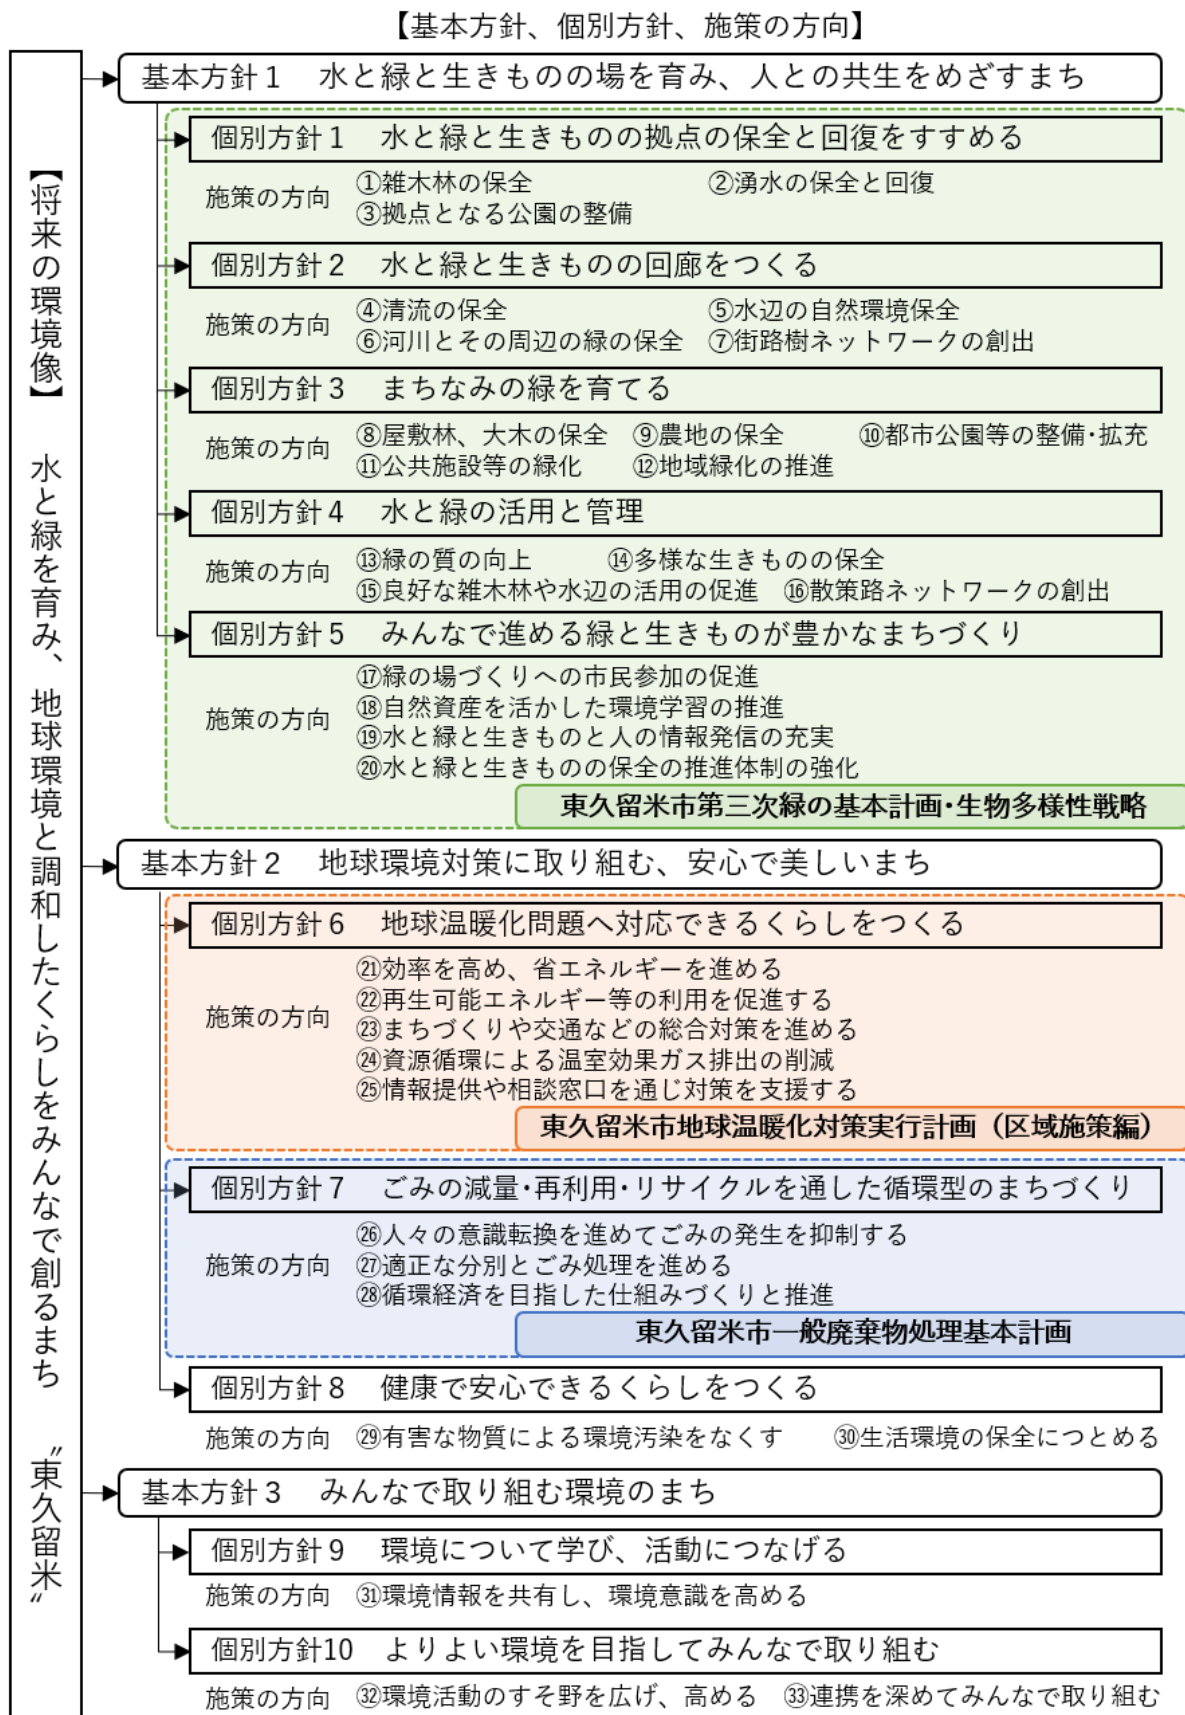 【基本方針、個別方針、施策の方向】
【将来の環境像】　水と緑を育み、地球環境と調和したくらしをみんなで創るまち　〝東久留米〟
基本方針1　水と緑と生きものの場を育み、人との共生をめざすまち
個別方針1　水と緑と生きものの拠点の保全と回復をすすめる
施策の方向　①雑木林の保全　②湧水の保全と回復
③拠点となる公園の整備
個別方針2　水と緑と生きものの回廊をつくる
施策の方向　④清流の保全　⑤水辺の自然環境保全
⑥河川とその周辺の緑の保全　⑦街路樹ネットワークの創出
個別方針3　まちなみの緑を育てる
施策の方向　⑧屋敷林、大木の保全　⑨農地の保全　⑩都市公園等の整備・拡充
⑪公共施設等の緑化　⑫地域緑化の推進
個別方針4　水と緑の活用と管理
施策の方向　⑬緑の質の向上　⑭多様な生きものの保全
⑮良好な雑木林や水辺の活用の促進　⑯散策路ネットワークの創出
個別方針5　みんなで進める緑と生きものが豊かなまちづくり
施策の方向　⑰緑の場づくりへの市民参加の促進
⑱自然資産を活かした環境学習の推進
⑲水と緑と生きものと人の情報発信の充実
⑳水と緑と生きものの保全の推進体制の強化
東久留米市第三次緑の基本計画・生物多様性戦略
基本方針2　地球環境対策に取り組む、安心で美しいまち
個別方針6　地球温暖化問題へ対応できるくらしをつくる
施策の方向　㉑効率を高め、省エネルギーを進める
㉒再生可能エネルギー等の利用を促進する
㉓まちづくりや交通などの総合対策を進める
㉔資源循環による温室効果ガス排出の削減
㉕情報提供や相談窓口を通じ対策を支援する
東久留米市地球温暖化対策実行計画（区域施策編）
個別方針7　ごみの減量・再利用・リサイクルを通した循環型のまちづくり
施策の方向　㉖人々の意識転換を進めてごみの発生を抑制する
㉗適正な分別とごみ処理を進める
㉘循環経済を目指した仕組みづくりと推進
東久留米市一般廃棄物処理基本計画
個別方針8　健康で安心できるくらしをつくる
施策の方向　㉙有害な物質による環境汚染をなくす　㉚生活環境の保全につとめる
基本方針3　みんなで取り組む環境のまち
個別方針9　環境について学び、活動につなげる
施策の方向　㉛環境情報を共有し、環境意識を高める
個別方針10　よりよい環境を目指してみんなで取り組む
施策の方向　㉜環境活動のすそ野を広げ、高める　㉝連携を深めてみんなで取り組む